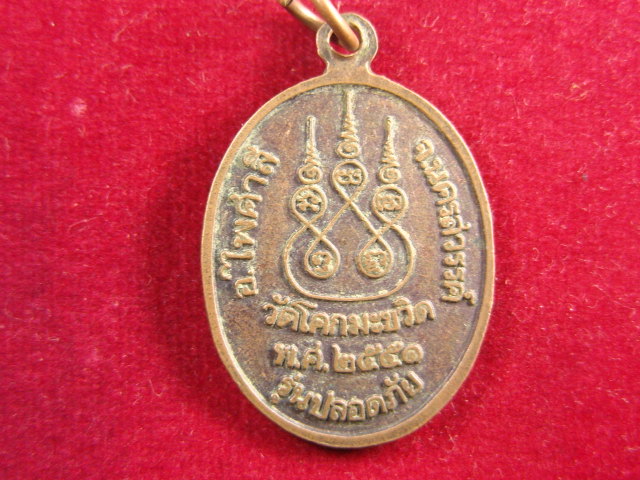 อ.ไพศาลี
จ.นครสวรรค์
วัดโคกมะขวิด
พ.ศ.๒๕๕๑
รุ่นปลอดภัย